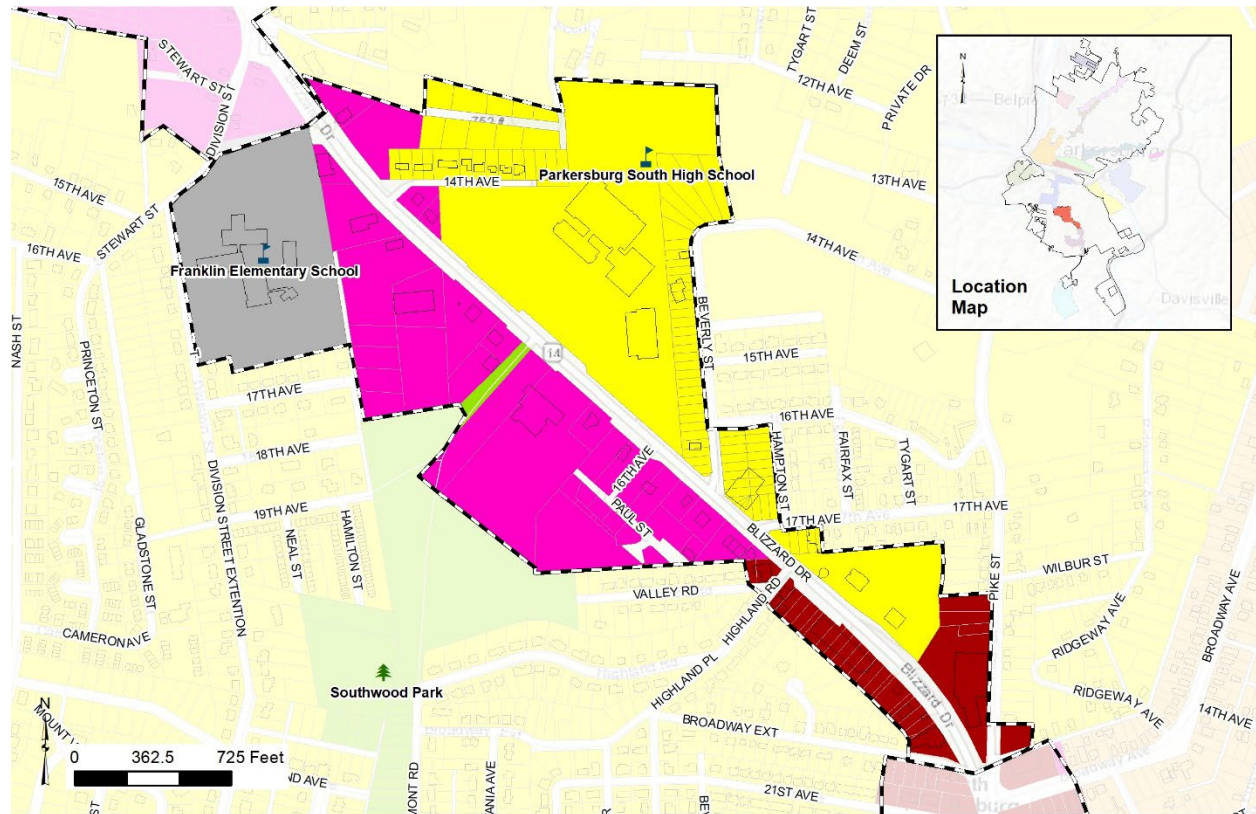 STEWART ST
DIVISION ST
Dr
752 ft
TYGART ST
DEEM ST
12TH AVE
PRIVATE DR
N
Belpre
Davisville
Location
Map
15TH AVE
16TH AVE
STEWART ST
14TH AVE
Parkersburg South High School
13TH AVE
14TH AVE
Franklin Elementary School
NASH ST
PRINCETON ST
17TH AVE
18TH AVE
19TH AVE
GLADSTONE ST
DIVISION STREET EXTENTION
NEAL ST
HAMILTON ST
14
BEVERLY ST
15TH AVE
16TH AVE
HAMPTON ST
FAIRFAX ST
TYGART ST
17TH AVE
17TH AVE
16TH AVE
PAUL ST
BLIZZARD DR
VALLEY RD
HIGHLAND RD
HIGHLAND PL
PIKE ST
WILBUR ST
RIDGEWAY AVE
BROADWAY AVE
RIDGEWAY AVE
14TH AVE
CAMERON AVE
Southwood Park
Blizzard Dr
BROADWAY EXT
21ST AVE
N
0 362.5 725 Feet